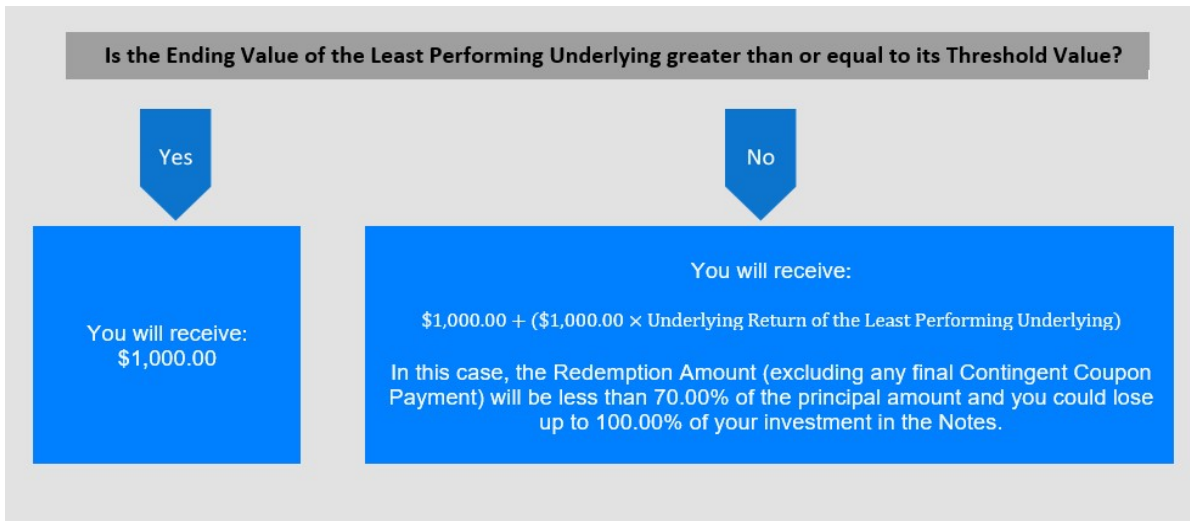 Is the Ending Value of the Least Performing Underlying greater than or equal to its Threshold Value?
Yes
No
You will receive:
$1,000.00
You will receive:
$1,000.00 + ($1,000.00 × Underlying Return of the Least Performing Underlying)
In this case, the Redemption Amount (excluding any final Contingent Coupon
Payment) will be less than 70.00% of the principal amount and you could lose
up to 100.00% of your investment in the Notes.